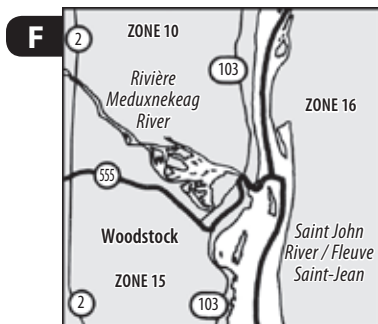 F
2
ZONE 10
103
Rivière
Meduxnekeag
River
ZONE 16
555
Woodstock
Saint John
River / Fleuve
Saint-Jean
ZONE 15
2
103